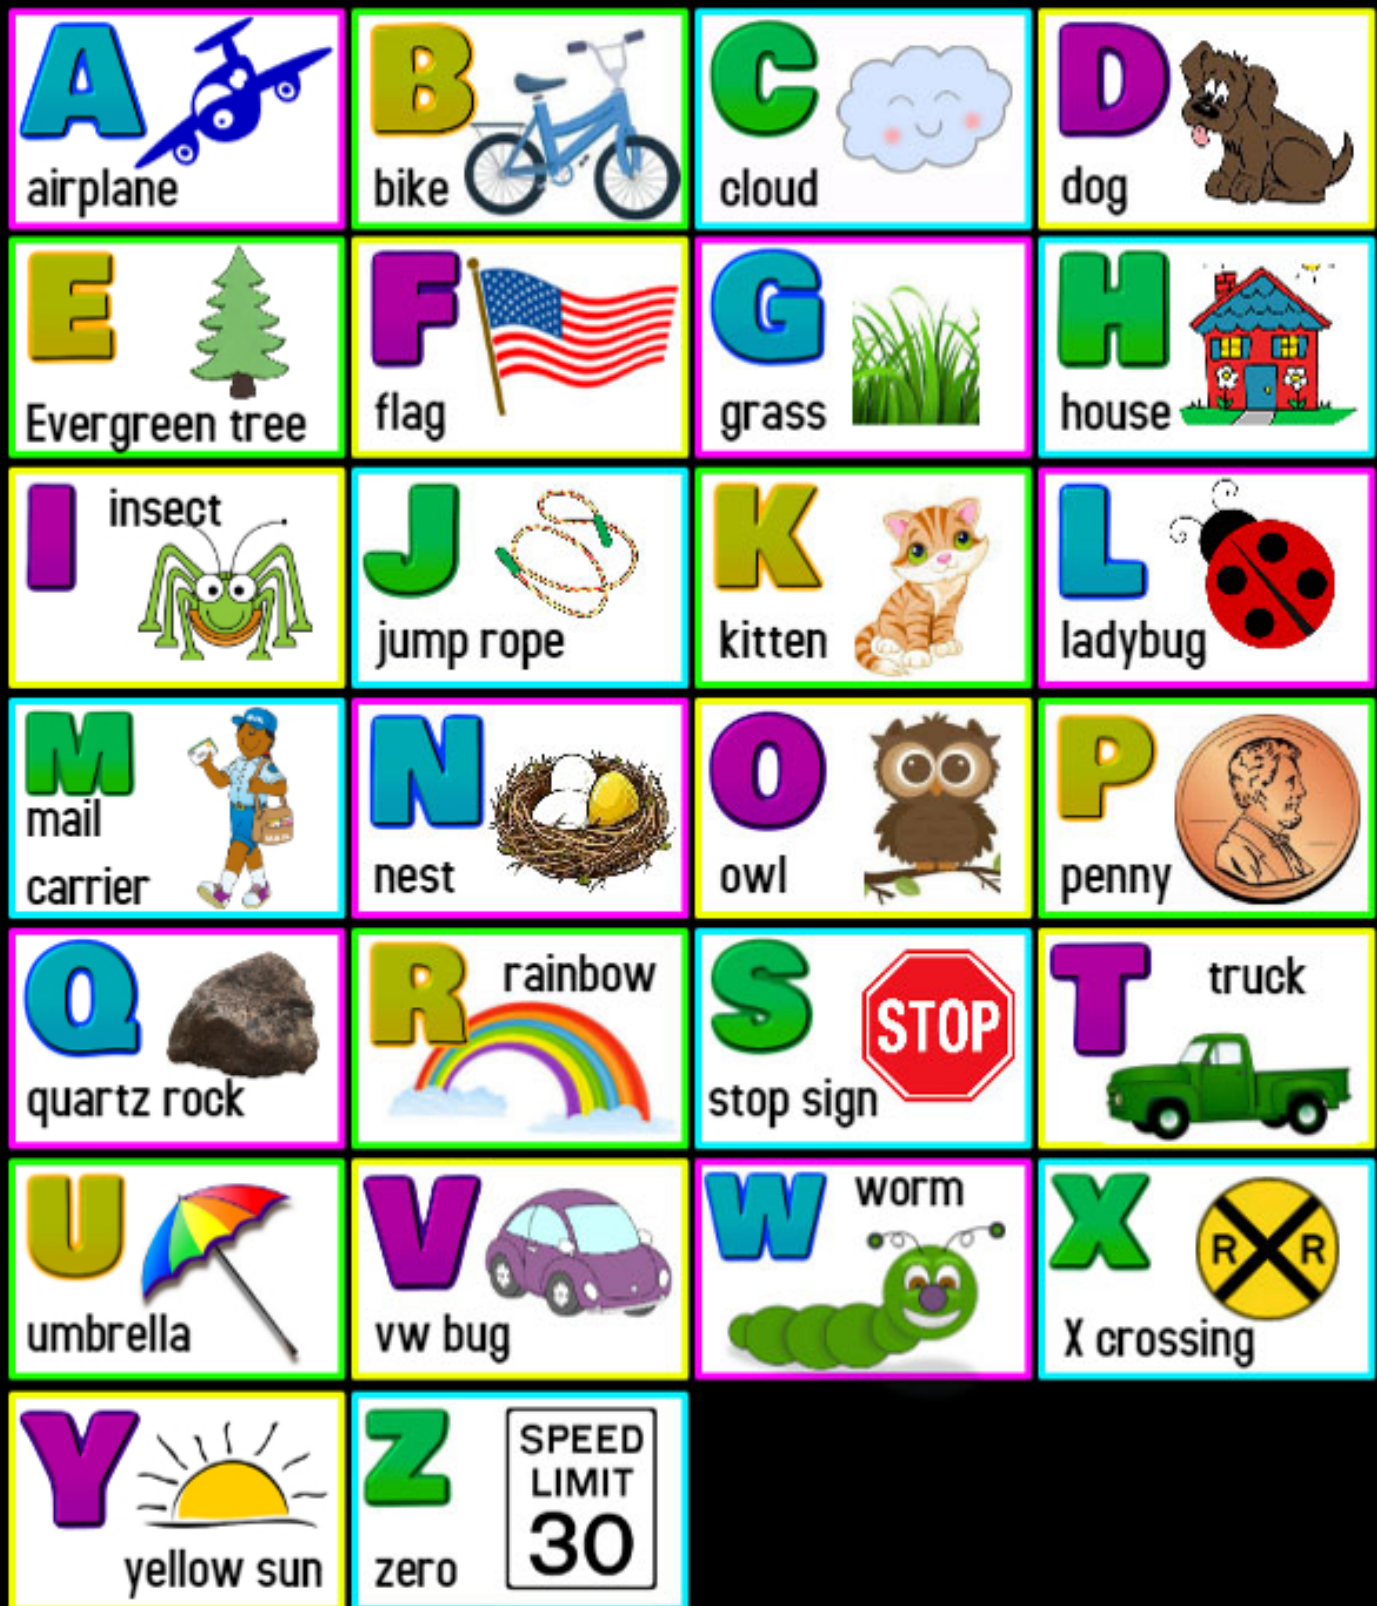 A
airplane
B
bike
C
cloud
D
dog
E
Evergreen tree
F
flag
G
grass
H
house
I
insect
J
jump rope
K
kitten
L
ladybug
M
mail
carrier
N
nest
O
owl
P
penny
Q
quartz rock
R
rainbow
S
STOP
stop sign
T
truck
U
umbrella
V
vw bug
W
worm
X
R R
X crossing
Y
yellow sun
Z
SPEED
LIMIT
30
zero